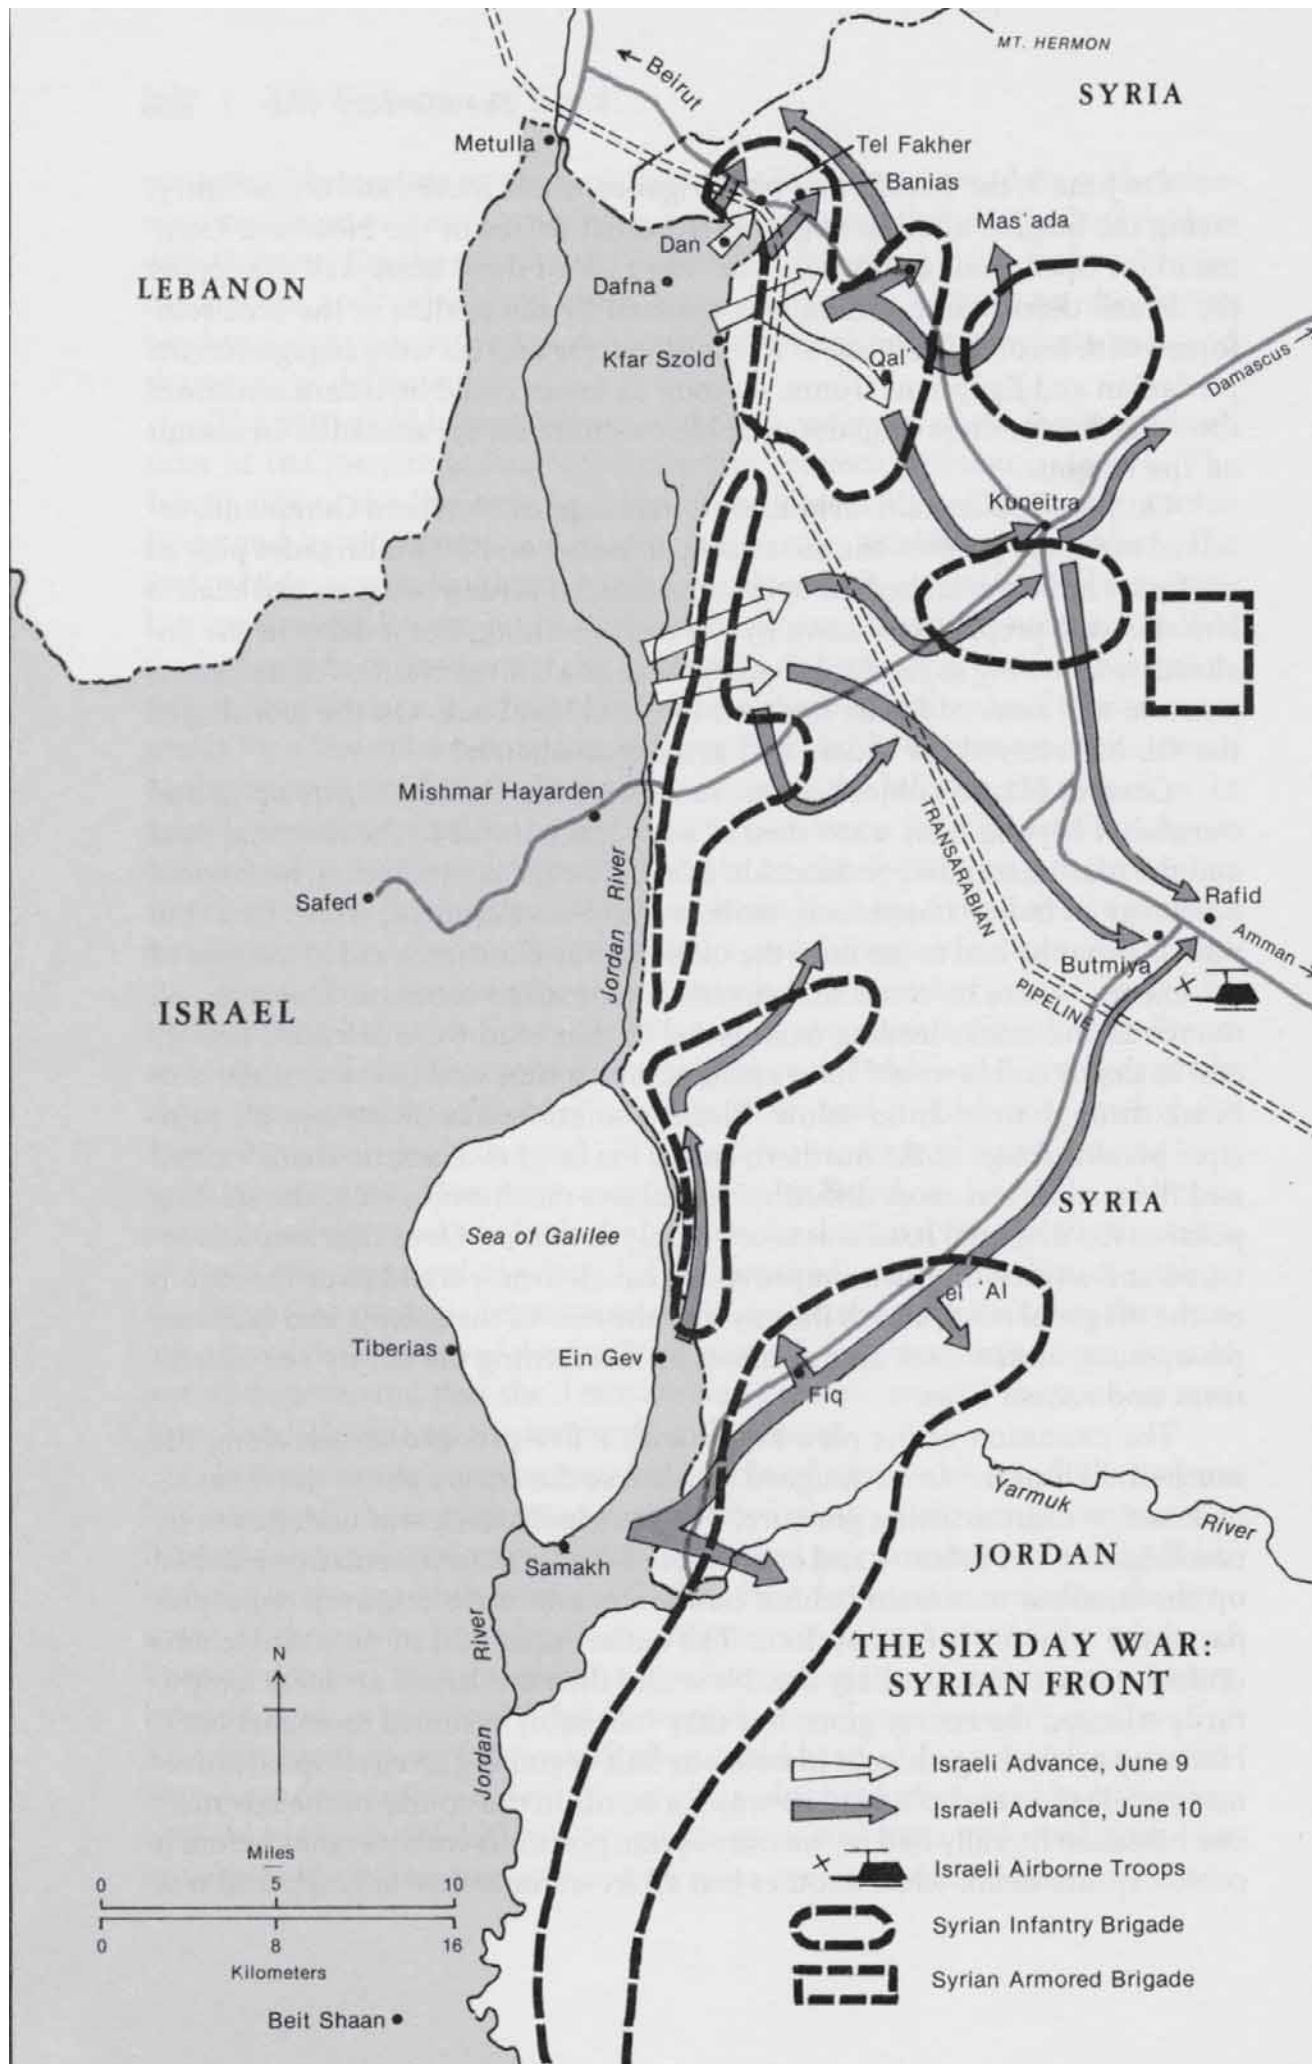 MT. HERMON
SYRIA
Beirut
Metulla
Tel Fakher
Banias
Mas'ada
Dan
LEBANON
Dafna
Kfar Szold
Qal'
Damascus
Kuneitra
Mishmar Hayarden
TRANSARABIAN
PIPELINE
Jordan River
Safed
Rafid
Amman
Butmiya
ISRAEL
SYRIA
Sea of Galilee
el 'Al
Tiberias
Ein Gev
Fiq
Yarmuk
River
JORDAN
Samakh
Jordan River
THE SIX DAY WAR:
SYRIAN FRONT
N
Israeli Advance, June 9
Israeli Advance, June 10
Miles
0 5 10
0 8 16
Kilometers
Israeli Airborne Troops
Syrian Infantry Brigade
Syrian Armored Brigade
Beit Shaan